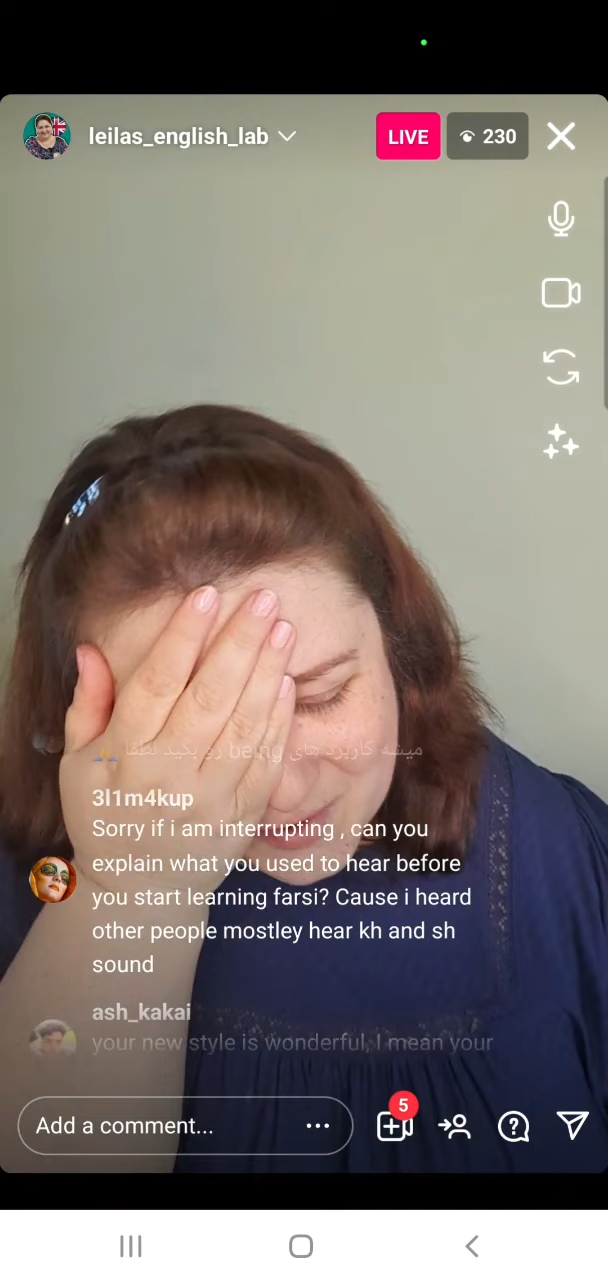 leilas_english_lab
LIVE
230
میشه کاربرد های being رو بگید لطفا 🙏
3l1m4kup
Sorry if i am interrupting , can you
explain what you used to hear before
you start learning farsi? Cause i heard
other people mostley hear kh and sh
sound
ash_kakai
your new style is wonderful, I mean your
5
Add a comment...